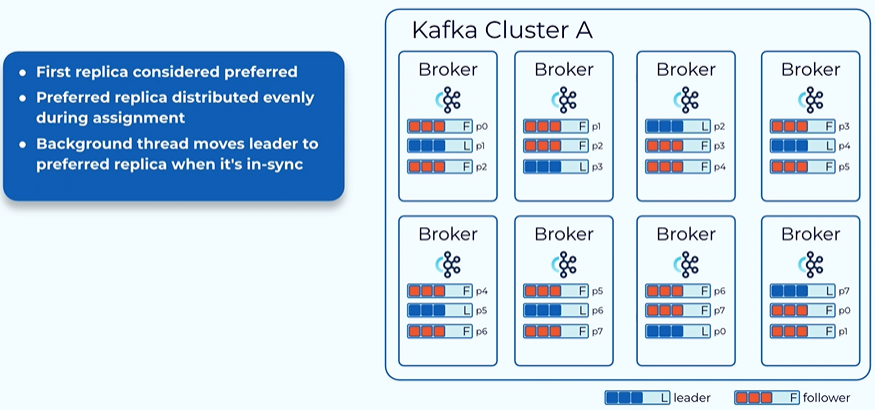 Kafka Cluster A
• First replica considered preferred
• Preferred replica distributed evenly
during assignment
• Background thread moves leader to
preferred replica when it's in-sync
Broker
F p0
L p1
F p2
Broker
F p1
F p2
L p3
Broker
L p2
F p3
F p4
Broker
F p3
L p4
F p5
Broker
F p4
L p5
F p6
Broker
F p5
L p6
F p7
Broker
F p6
F p7
L p0
Broker
L p7
F p0
F p1
L leader
F follower